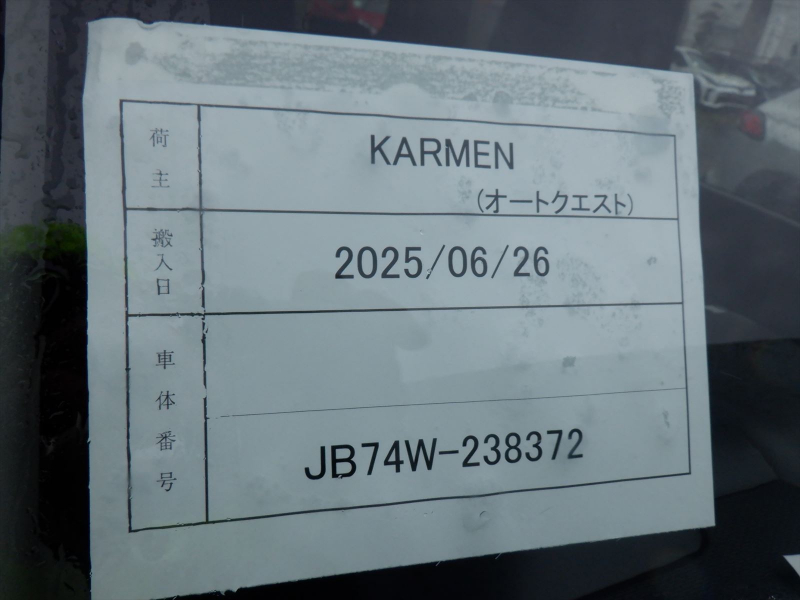 荷主
KARMEN
(オートクエスト)
搬入日
2025/06/26
車体番号
JB74W-238372